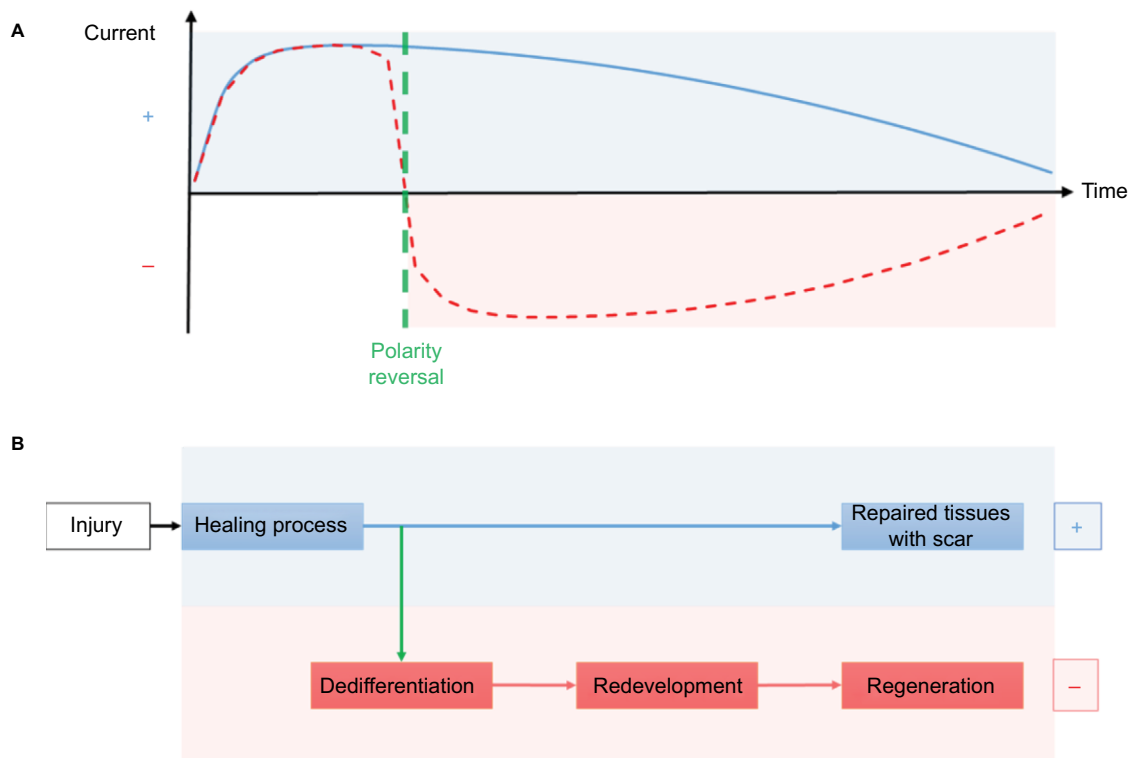 A
Current
+
–
Time
Polarity
reversal
B
Injury
Healing process
Repaired tissues
with scar
+
Dedifferentiation
Redevelopment
Regeneration
–